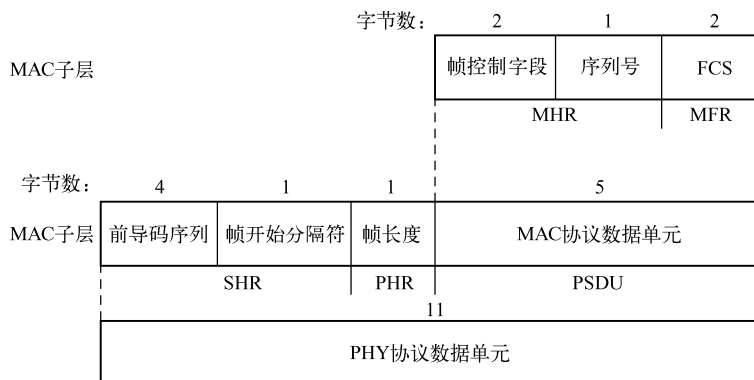 字节数： 2 1 2
MAC子层 帧控制字段 序列号 FCS
MHR MFR
字节数： 4 1 1 5
MAC子层 前导码序列 帧开始分隔符 帧长度 MAC协议数据单元
SHR PHR PSDU
11
PHY协议数据单元